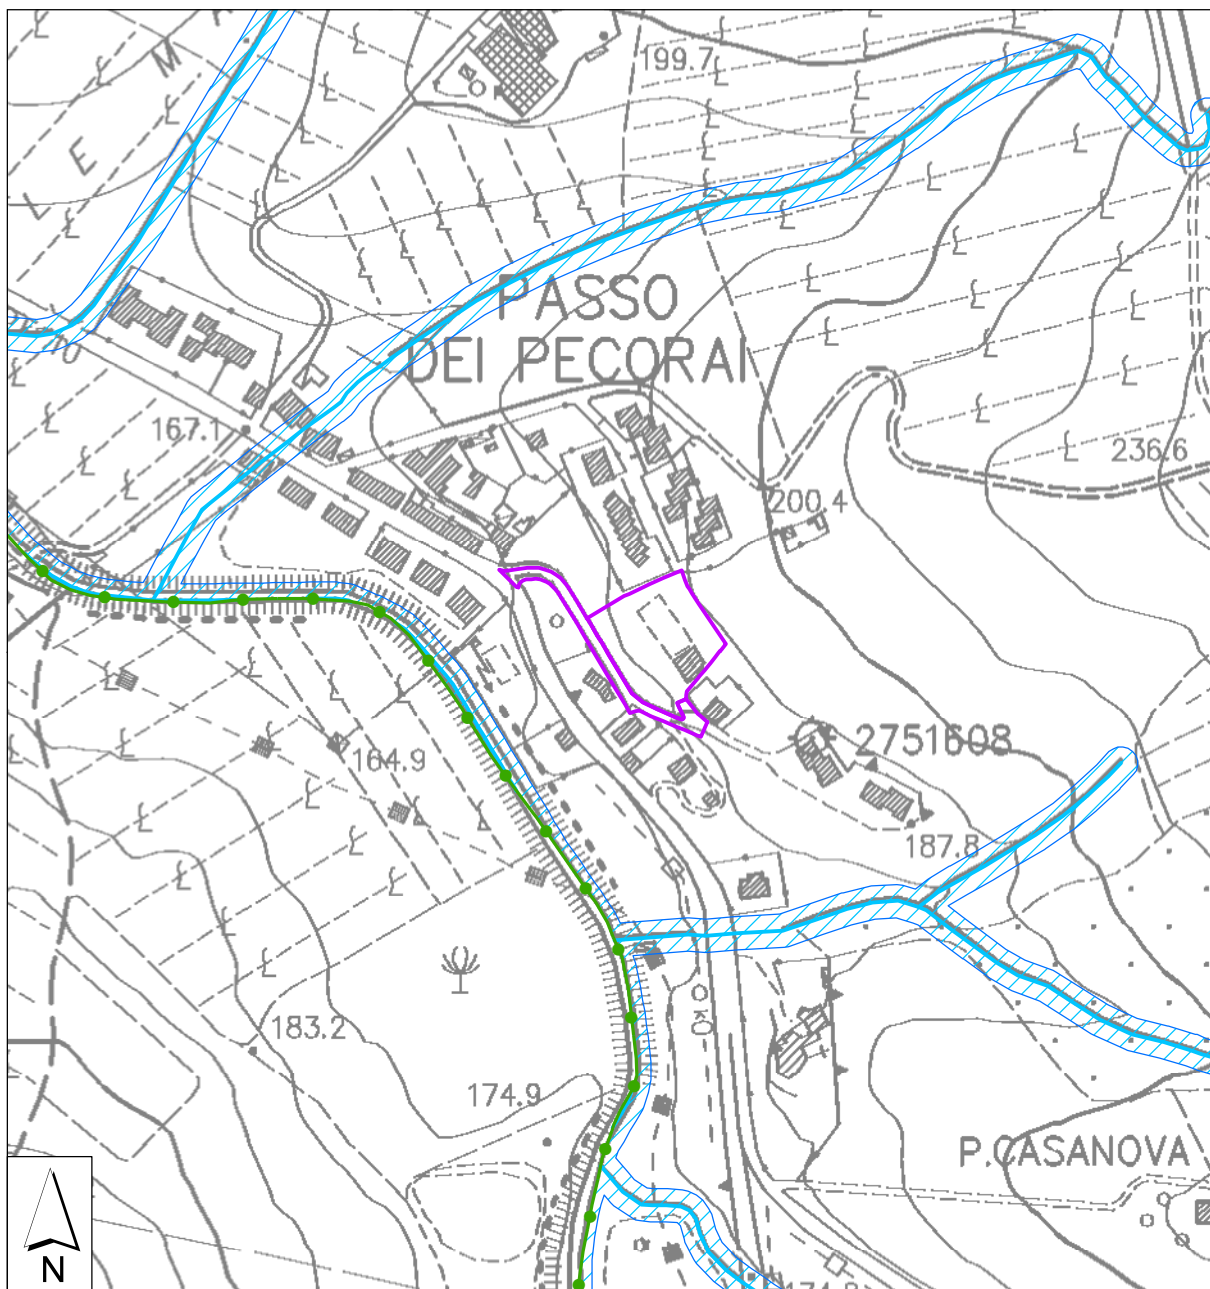 199.7
M
E
L
PASSO
DEI PECORAI
167.1
236.6
200.4
2751608
164.9
187.8
183.2
174.9
P.CASANOVA
N